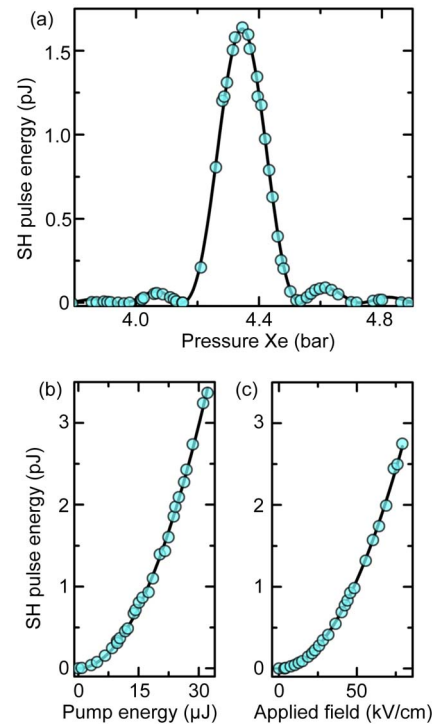 (a)
SH pulse energy (pJ)
1.5
1.0
0.5
0
4.0 4.4 4.8
Pressure Xe (bar)
(b) (c)
SH pulse energy (pJ)
3 3
2 2
1 1
0 0
0 15 30 0 50
Pump energy (μJ) Applied field (kV/cm)